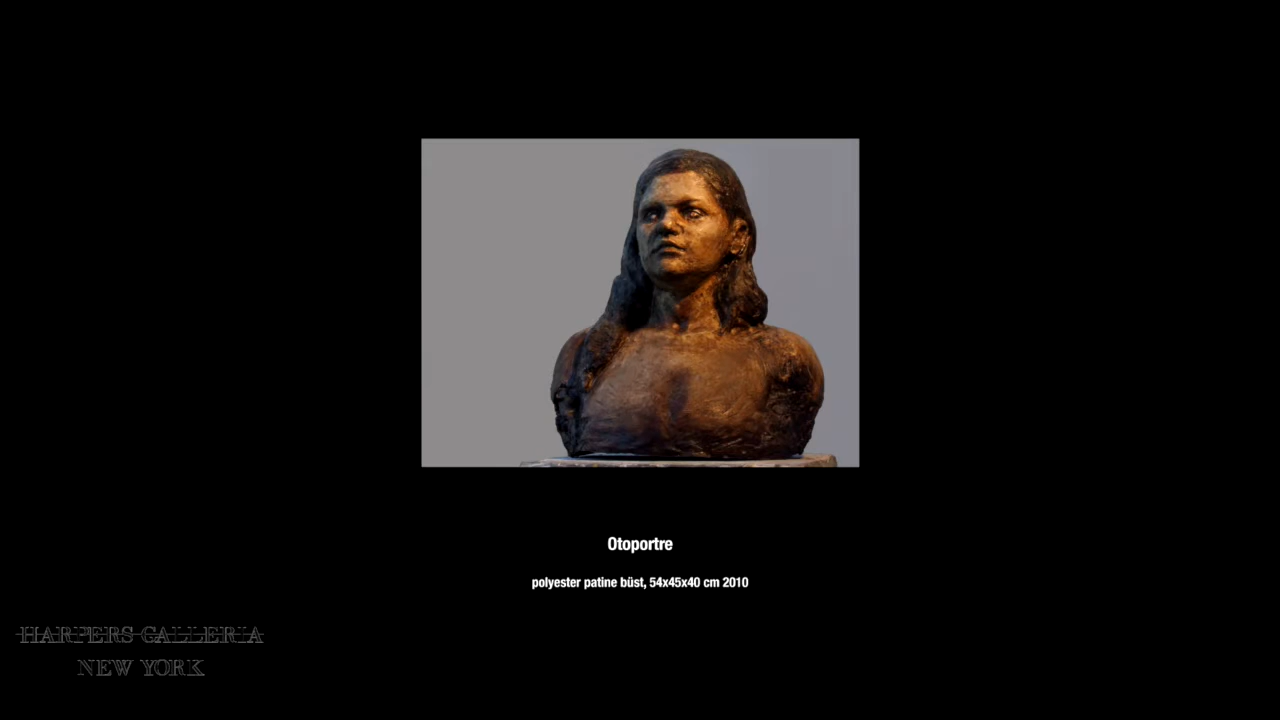 Otoportre
polyester patine büst, 54x45x40 cm 2010
HARPERS GALLERIA
NEW YORK